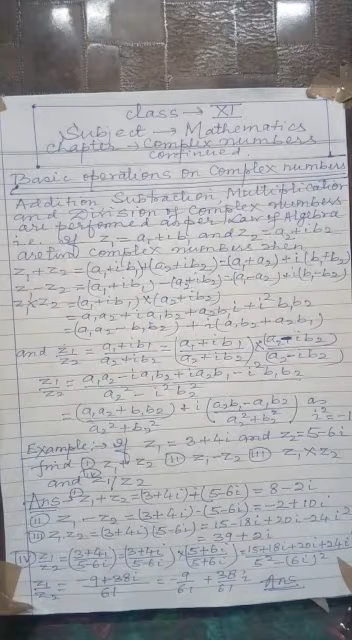 class → XI
Subject → Mathematics
chapter → Complex numbers
continued.
Basic operations on Complex numbers
Addition, Subtraction, Multiplication
and Division of Complex numbers
are performed as per Law of Algebra
i.e. If z₁ = a₁+ib₁ and z₂ = a₂+ib₂
are two complex numbers then
z₁+z₂ = (a₁+ib₁)+(a₂+ib₂) = (a₁+a₂)+i(b₁+b₂)
z₁-z₂ = (a₁+ib₁)-(a₂+ib₂) = (a₁-a₂)+i(b₁-b₂)
z₁×z₂ = (a₁+ib₁)×(a₂+ib₂)
= a₁a₂+ia₁b₂+a₂b₁i+i²b₁b₂
= (a₁a₂-b₁b₂)+i(a₁b₂+a₂b₁)
and z₁/z₂ = a₁+ib₁/a₂+ib₂ = (a₁+ib₁/a₂+ib₂)×(a₂-ib₂/a₂-ib₂)
z₁/z₂ = a₁a₂-ia₁b₂+ia₂b₁-i²b₁b₂/a₂²-i²b₂²
= (a₁a₂+b₁b₂/a₂²+b₂²)+i(a₂b₁-a₁b₂/a₂²+b₂²) as i²=-1
Example:- If z₁ = 3+4i and z₂=5-6i
find (i) z₁+z₂ (ii) z₁-z₂ (iii) z₁×z₂
and (iv) z₁/z₂
Ans- (i) z₁+z₂ = (3+4i)+(5-6i) = 8-2i
(ii) z₁-z₂ = (3+4i)-(5-6i) = -2+10i
(iii) z₁z₂ = (3+4i)(5-6i) = 15-18i+20i-24i²
= 39+2i
(iv) z₁/z₂ = (3+4i)/(5-6i) = (3+4i/5-6i)×(5+6i/5+6i) = 15+18i+20i+24i²/5²-(6i)²
z₁/z₂ = -9+38i/61 = -9/61+38/61i Ans